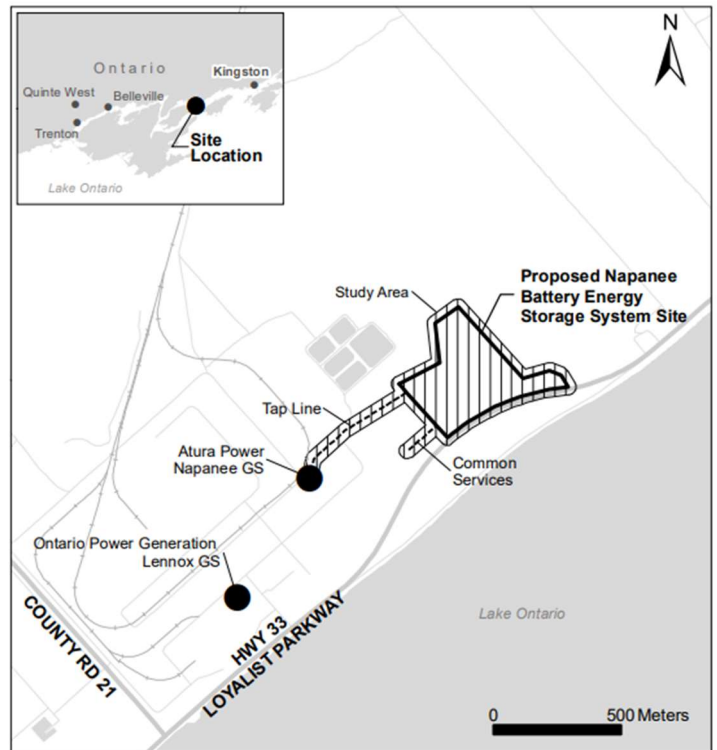 Ontario
Kingston
Quinte West
Belleville
Trenton
Site
Location
Lake Ontario
N
Study Area
Proposed Napanee
Battery Energy
Storage System Site
Tap Line
Atura Power
Napanee GS
Common
Services
Ontario Power Generation
Lennox GS
COUNTY RD 21
HWY 33
LOYALIST PARKWAY
Lake Ontario
0 500 Meters